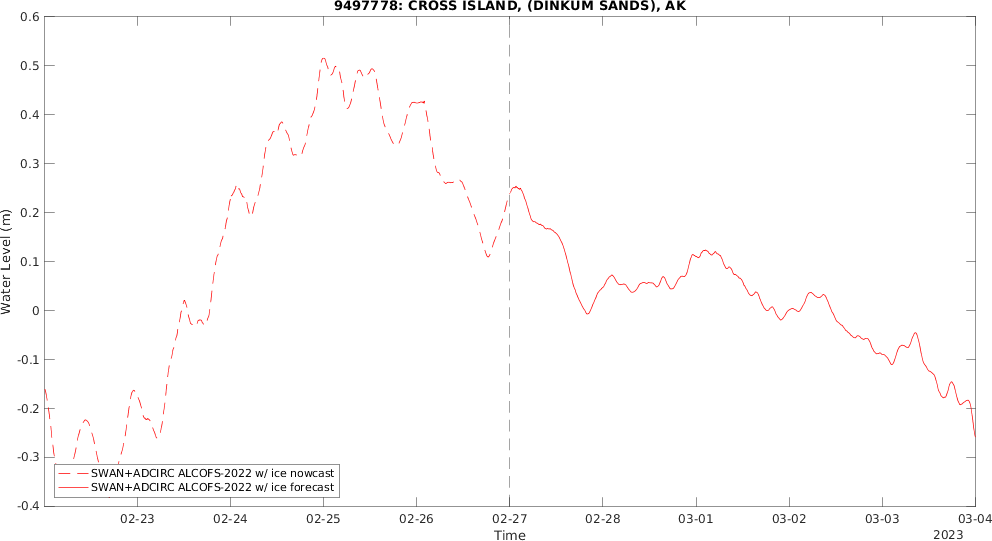 9497778: CROSS ISLAND, (DINKUM SANDS), AK
0.6
0.5
0.4
0.3
0.2
0.1
0
-0.1
-0.2
-0.3
-0.4
Water Level (m)
SWAN+ADCIRC ALCOFS-2022 w/ ice nowcast
SWAN+ADCIRC ALCOFS-2022 w/ ice forecast
02-23 02-24 02-25 02-26 02-27 02-28 03-01 03-02 03-03 03-04
Time
2023